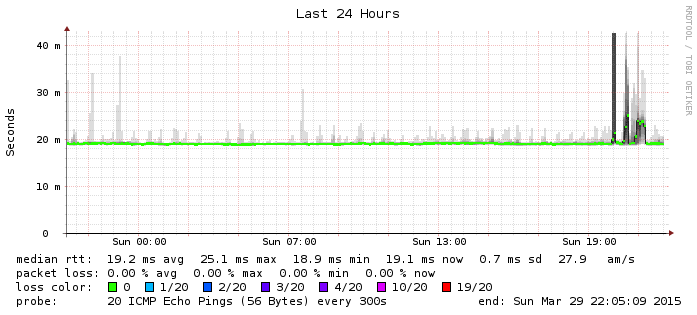 Last 24 Hours
RRDTOOL / TOBI OETIKER
Seconds
40 m
30 m
20 m
10 m
0
Sun 00:00 Sun 07:00 Sun 13:00 Sun 19:00
median rtt: 19.2 ms avg 25.1 ms max 18.9 ms min 19.1 ms now 0.7 ms sd 27.9 am/s
packet loss: 0.00 % avg 0.00 % max 0.00 % min 0.00 % now
loss color: 0 1/20 2/20 3/20 4/20 10/20 19/20
probe: 20 ICMP Echo Pings (56 Bytes) every 300s end: Sun Mar 29 22:05:09 2015